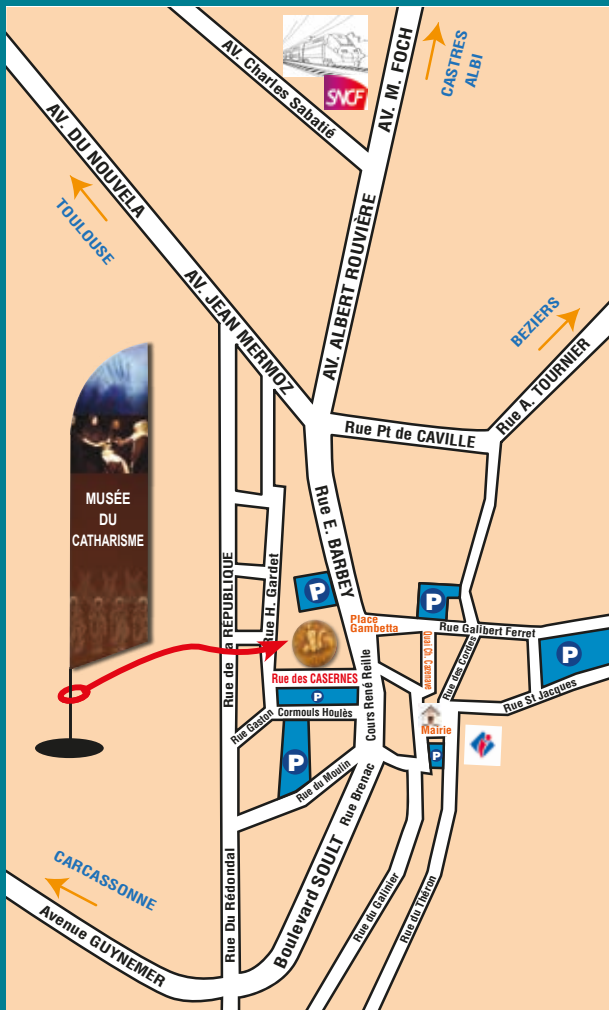 AV. Charles Sabatié
SNCF
AV. M. FOCH
CASTRES
ALBI
AV. DU NOUVELA
TOULOUSE
AV. JEAN MERMOZ
AV. ALBERT ROUVIÈRE
BEZIERS
Rue A. TOURNIER
Rue Pt de CAVILLE
MUSÉE
DU
CATHARISME
Rue E. BARBEY
Rue H. Gardet
Rue de la RÉPUBLIQUE
P
P
Place
Gambetta
Rue Galibert Ferret
Quai Ch. Cazenave
Rue des Cordes
P
Rue des CASERNES
P
Cours René Reille
Rue St Jacques
Rue Gaston
Cormouls Houlès
Mairie
P
P
Rue du Moulin
Rue Brenac
Boulevard SOULT
Rue Du Rédondal
Rue du Galinier
Rue du Théron
CARCASSONNE
Avenue GUYNEMER